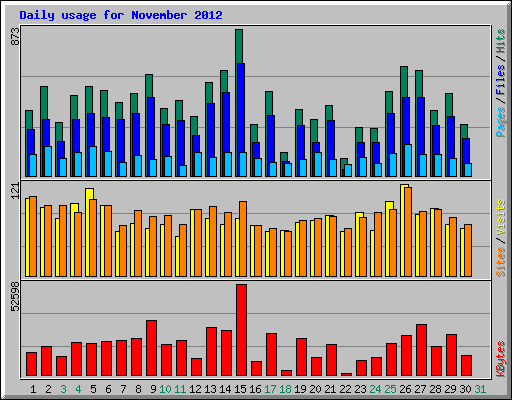 Daily usage for November 2012
873
Pages / Files / Hits
121
Sites / Visits
52598
KBytes
1 2 3 4 5 6 7 8 9 10 11 12 13 14 15 16 17 18 19 20 21 22 23 24 25 26 27 28 29 30 31